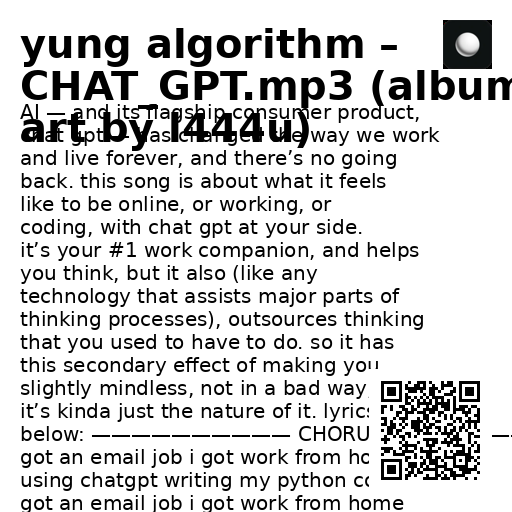 yung algorithm –
CHAT_GPT.mp3 (album
art by l444u)
AI — and its flagship consumer product,
chat gpt — has changed the way we work
and live forever, and there’s no going
back. this song is about what it feels
like to be online, or working, or
coding, with chat gpt at your side.
it’s your #1 work companion, and helps
you think, but it also (like any
technology that assists major parts of
thinking processes), outsources thinking
that you used to have to do. so it has
this secondary effect of making you
slightly mindless, not in a bad way
it’s kinda just the nature of it. lyrics
below: —————————— CHORU
got an email job i got work from
using chatgpt writing my python
got an email job i got work from home